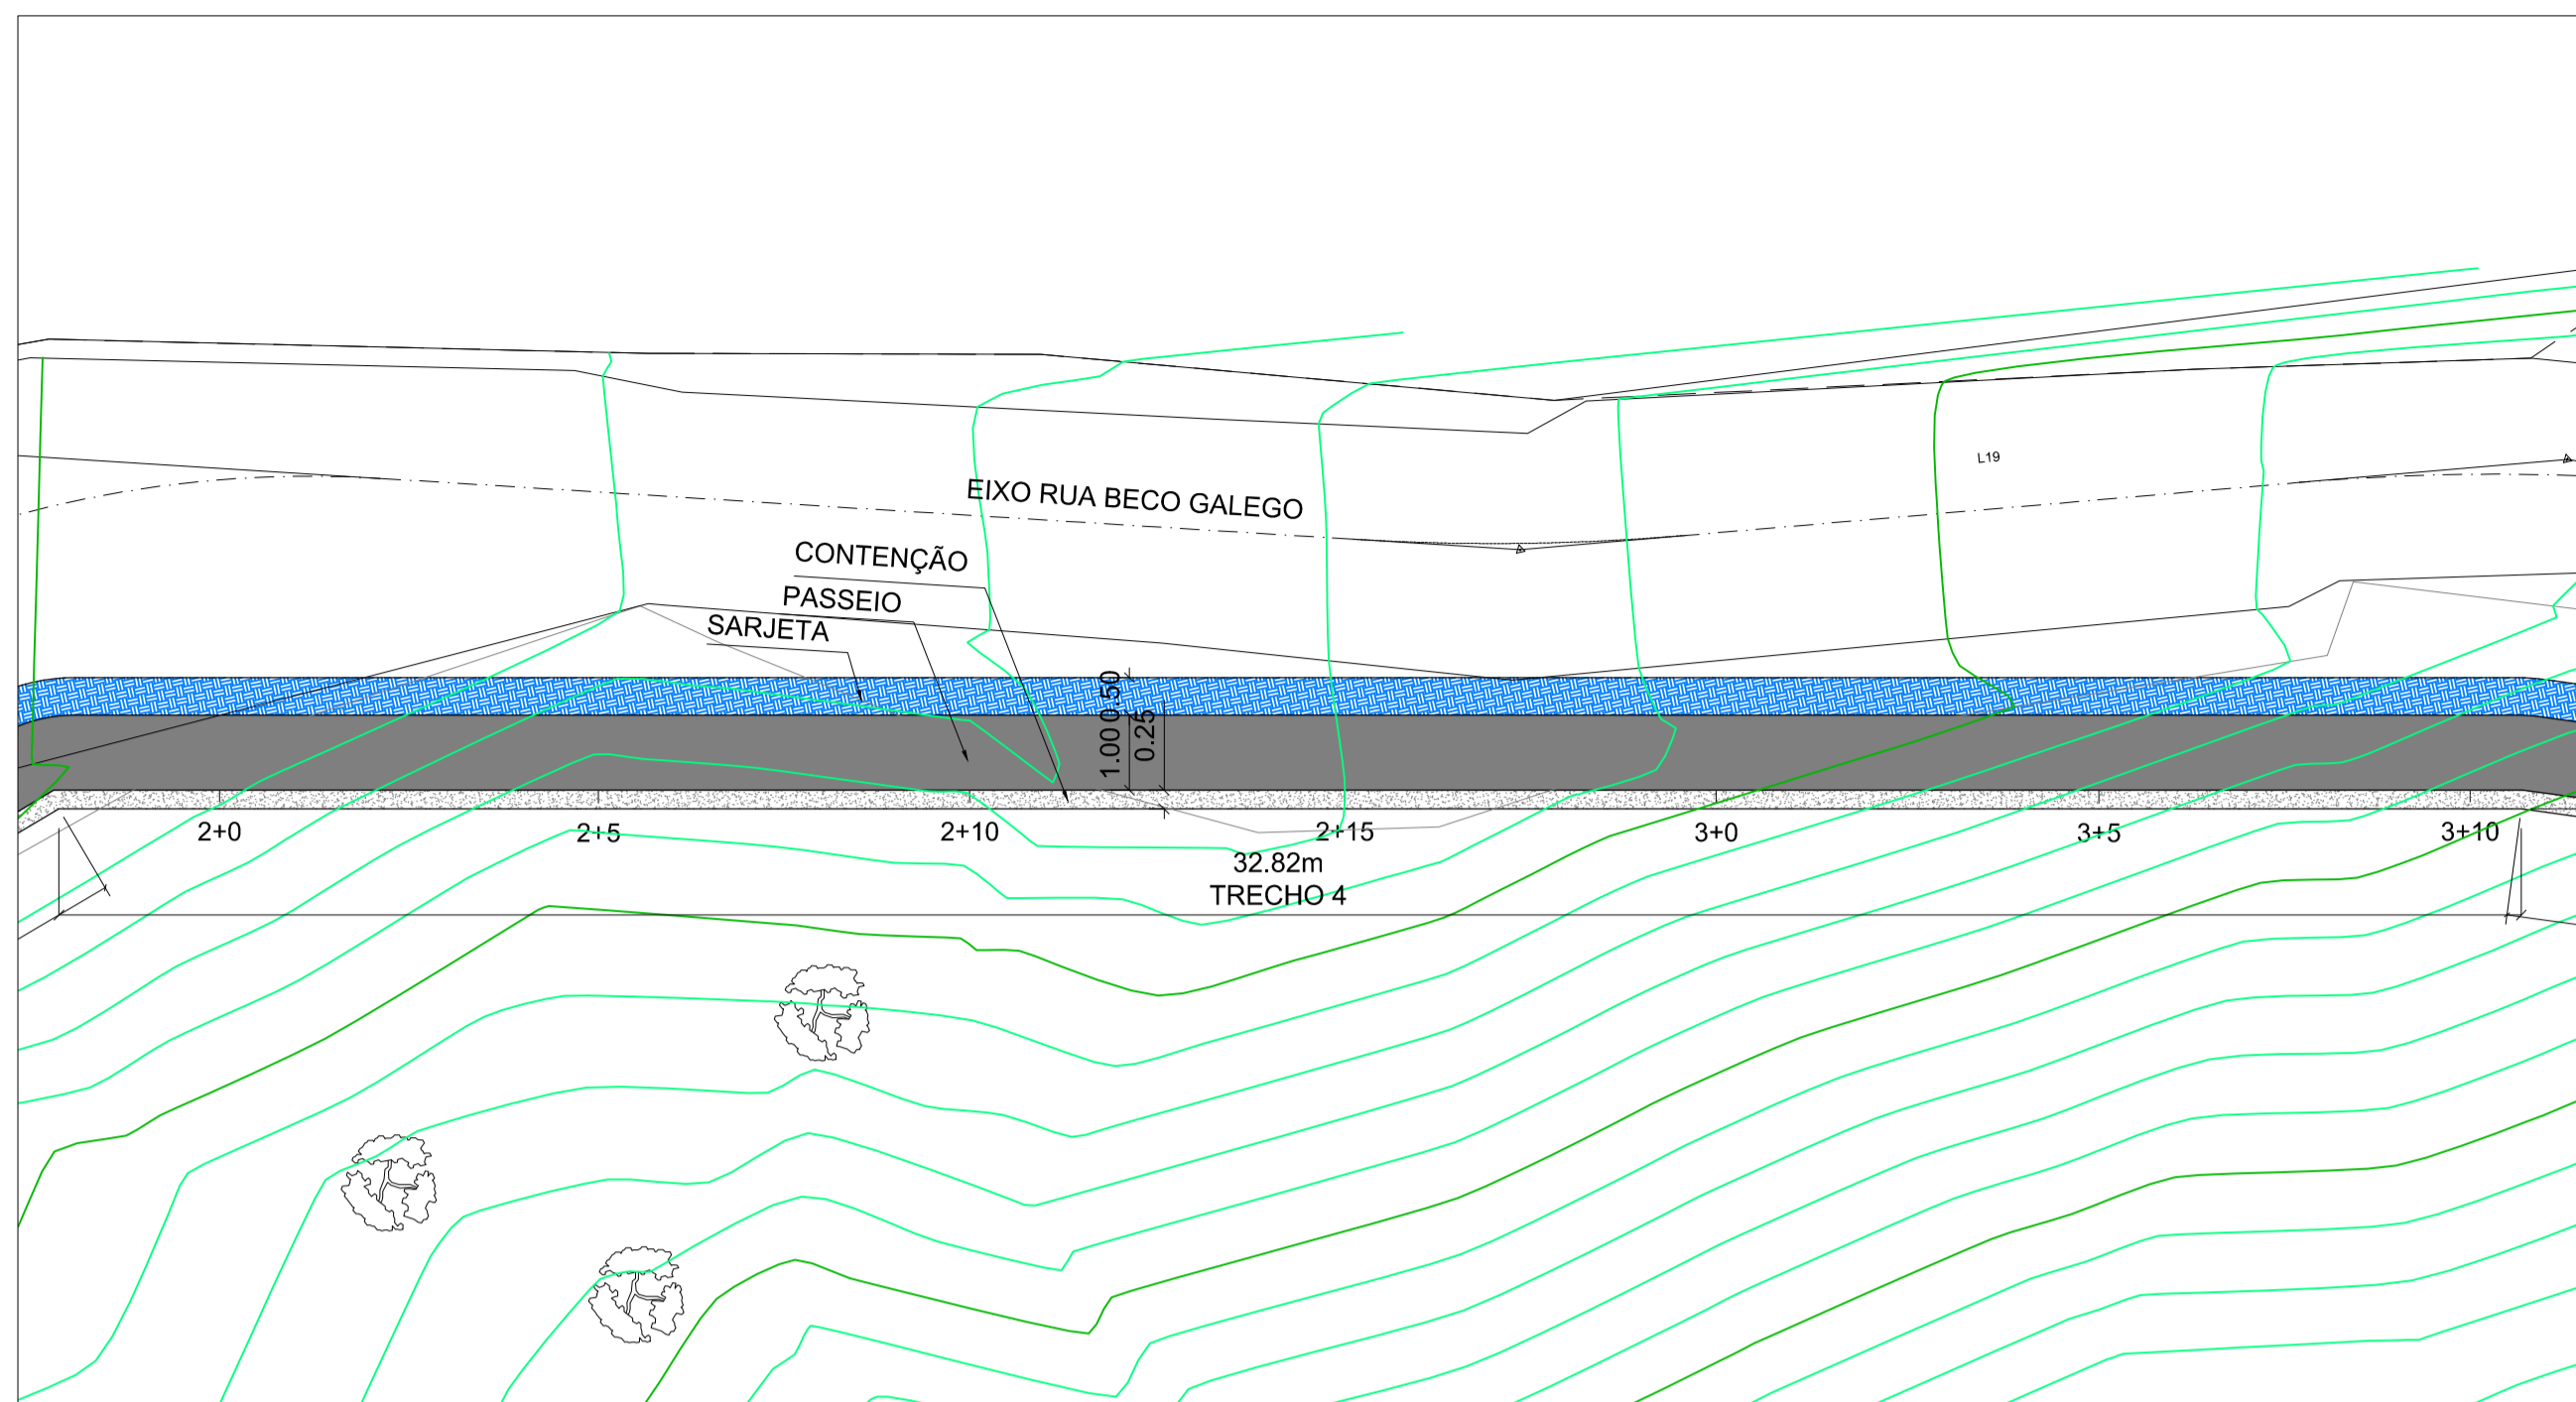 L19
EIXO RUA BECO GALEGO
CONTENÇÃO
PASSEIO
SARJETA
0.50
1.00
0.25
2+0
2+5
2+10
2+15
3+0
3+5
3+10
32.82m
TRECHO 4